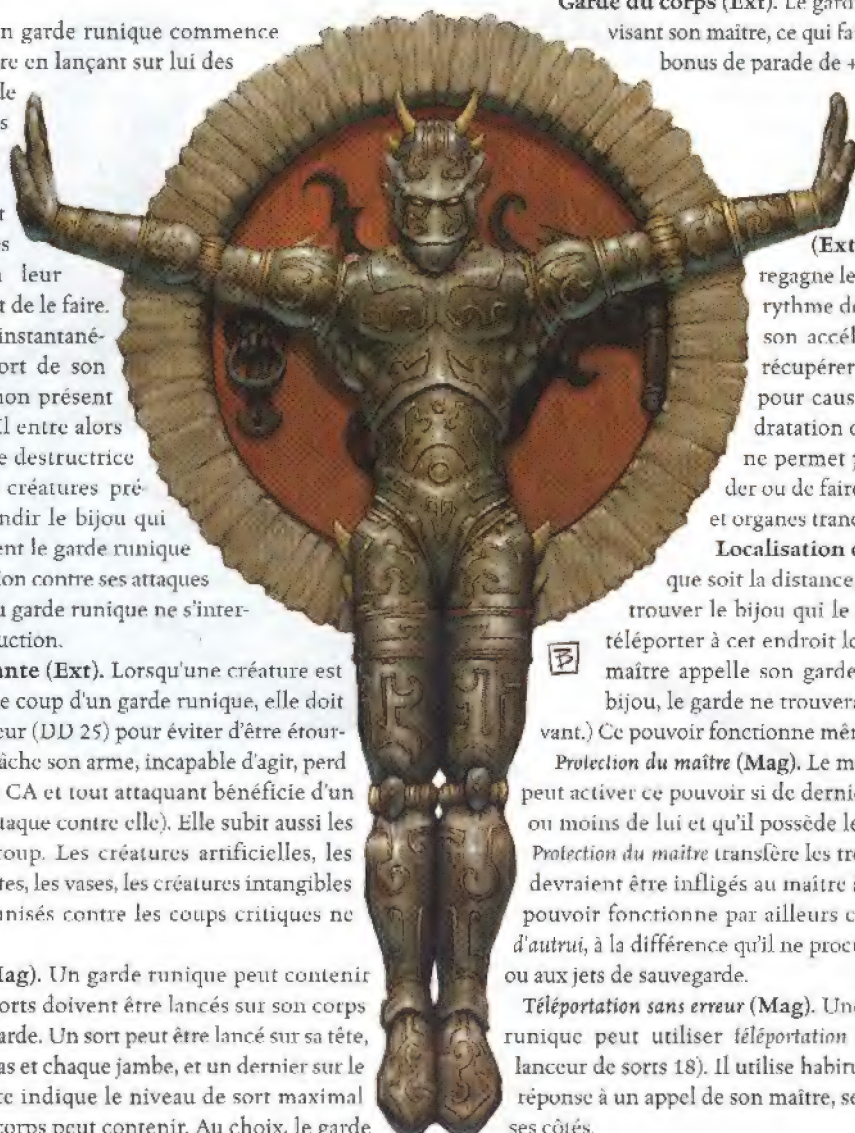 n garde runique commence
re en lançant sur lui des
le
s
t
es
leur
t de le faire.
instantané-
ort de son
non présent
Il entre alors
e destructrice
créatures pré-
ndir le bijou qui
ent le garde runique
ion contre ses attaques
u garde runique ne s'inter-
uction.
ante (Ext). Lorsqu'une créature est
e coup d'un garde runique, elle doit
eur (DD 25) pour éviter d'être étour-
âche son arme, incapable d'agir, perd
CA et tout attaquant bénéficie d'un
taque contre elle). Elle subit aussi les
oup. Les créatures artificielles, les
tes, les vases, les créatures intangibles
nisés contre les coups critiques ne
Mag). Un garde runique peut contenir
orts doivent être lancés sur son corps
arde. Un sort peut être lancé sur sa tête,
as et chaque jambe, et un dernier sur le
te indique le niveau de sort maximal
corps peut contenir. Au choix, le garde
Garde du corps (Ext). Le gard
visant son maître, ce qui fa
bonus de parade de +
(Ext
regagne le
rythme de
son accél
récupérer
pour caus
dratation
ne permet
der ou de faire
et organes tranc
Localisation
que soit la distance
trouver le bijou qui le
téléporter à cet endroit lo
maître appelle son garde
bijou, le garde ne trouvera
vant.) Ce pouvoir fonctionne mê
Protection du maître (Mag). Le m
peut activer ce pouvoir si ce dernie
ou moins de lui et qu'il possède le
Protection du maître transfère les tr
devraient être infligés au maître
pouvoir fonctionne par ailleurs c
d'autrui, à la différence qu'il ne procu
ou aux jets de sauvegarde.
Téléportation sans erreur (Mag). Une
runique peut utiliser téléportation
lanceur de sorts 18). Il utilise habitu
réponse à un appel de son maître, se
ses côtés.
B